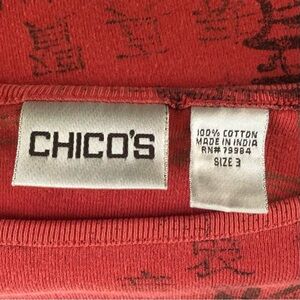 CHICO'S
100% COTTON
MADE IN INDIA
RN# 79984
SIZE 3